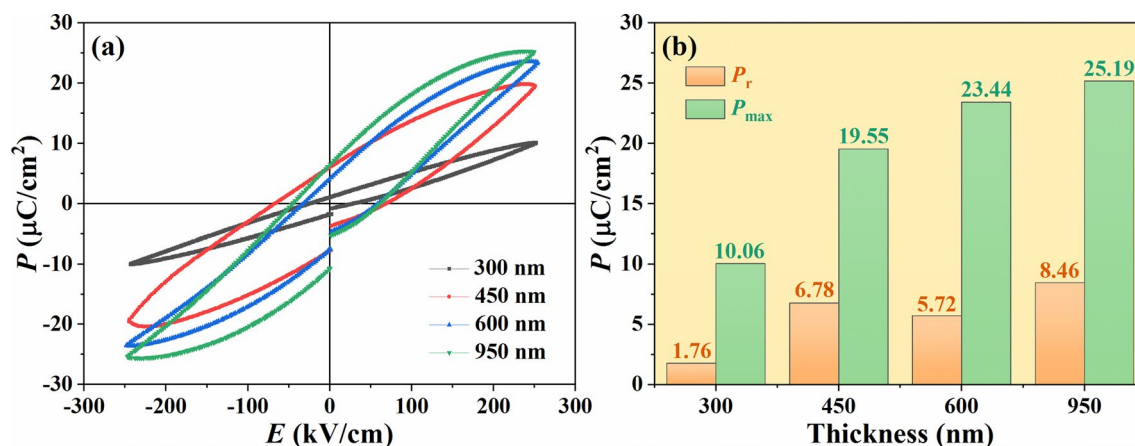 (a)
P (μC/cm²)
30
20
10
0
-10
-20
-30
-300 -200 -100 0 100 200 300
E (kV/cm)
300 nm
450 nm
600 nm
950 nm
(b)
P (μC/cm²)
30
25
20
15
10
5
0
Pr
Pmax
1.76 10.06
6.78 19.55
5.72 23.44
8.46 25.19
300 450 600 950
Thickness (nm)